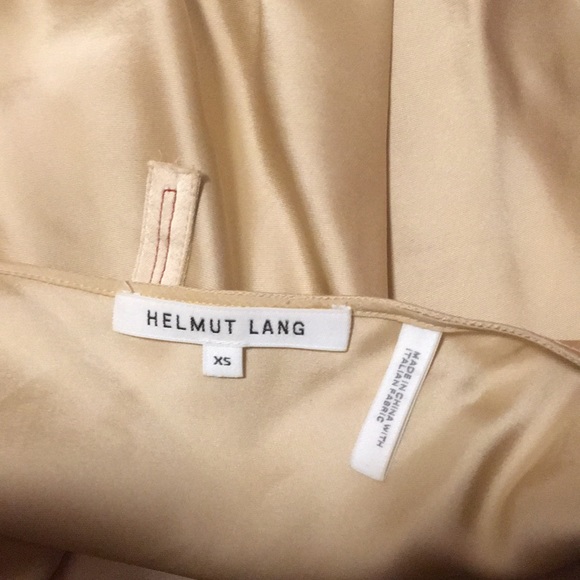 HELMUT LANG
XS
MADE IN CHINA WITH
ITALIAN FABRIC